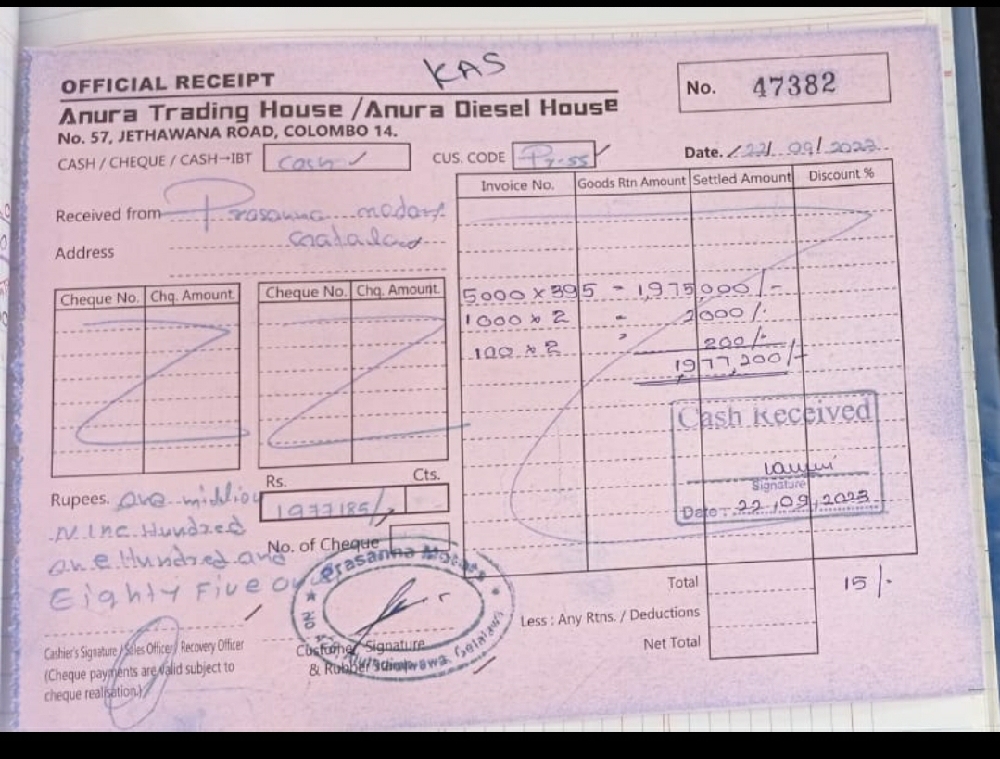 KAS
OFFICIAL RECEIPT
No. 47382
Anura Trading House / Anura Diesel House
No. 57, JETHAWANA ROAD, COLOMBO 14.
CASH / CHEQUE / CASH-IBT Cash
CUS. CODE
Date. 22/09/2023
Invoice No. Goods Rtn Amount Settled Amount Discount %
Received from Prasanna
Address
Cheque No. Chq. Amount Cheque No. Chq. Amount
5000 x 395 - 1,975000/-
1000 x 2 - 2000/-
100 x 2 200/-
1977,200/-
Cash Received
Signature
Date: 22,09,2023
Rs. Cts.
1977185/-
Rupees. One million
Nine Hundred
one Hundred and
Eighty Five
No. of Cheque
Prasanna Motors
Total 15/-
Less : Any Rtns. / Deductions
Net Total
Cashier's Signature / Sales Officer / Recovery Officer
(Cheque payments are valid subject to
cheque realisation.)
Customer Signature
& Rubber Stamp